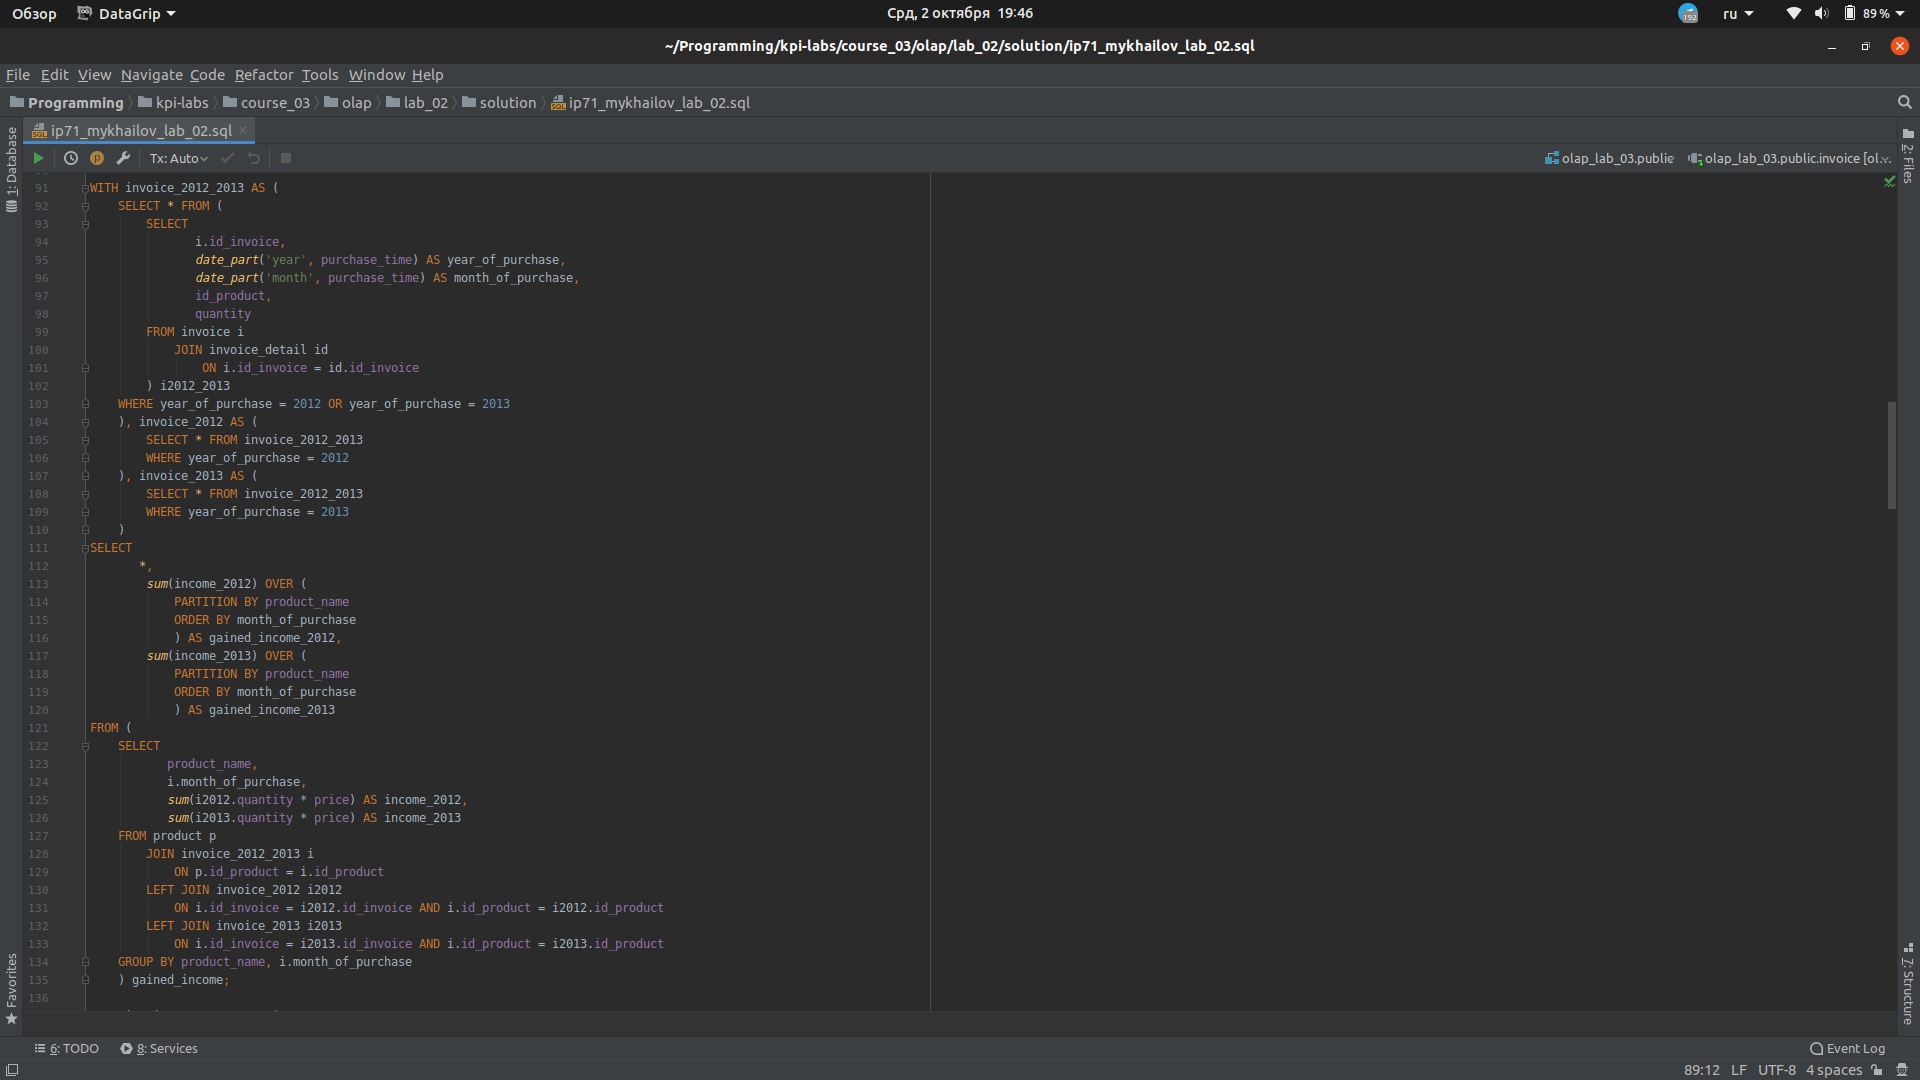 Обзор DataGrip Срд, 2 октября 19:46 192 ru 89 %
~/Programming/kpi-labs/course_03/olap/lab_02/solution/ip71_mykhailov_lab_02.sql
File Edit View Navigate Code Refactor Tools Window Help
Programming kpi-labs course_03 olap lab_02 solution ip71_mykhailov_lab_02.sql
ip71_mykhailov_lab_02.sql
Tx: Auto olap_lab_03.public olap_lab_03.public.invoice [ol...
1: Database
2: Files
91 WITH invoice_2012_2013 AS (
92 SELECT * FROM (
93 SELECT
94 i.id_invoice,
95 date_part('year', purchase_time) AS year_of_purchase,
96 date_part('month', purchase_time) AS month_of_purchase,
97 id_product,
98 quantity
99 FROM invoice i
100 JOIN invoice_detail id
101 ON i.id_invoice = id.id_invoice
102 ) i2012_2013
103 WHERE year_of_purchase = 2012 OR year_of_purchase = 2013
104 ), invoice_2012 AS (
105 SELECT * FROM invoice_2012_2013
106 WHERE year_of_purchase = 2012
107 ), invoice_2013 AS (
108 SELECT * FROM invoice_2012_2013
109 WHERE year_of_purchase = 2013
110 )
111 SELECT
112 *,
113 sum(income_2012) OVER (
114 PARTITION BY product_name
115 ORDER BY month_of_purchase
116 ) AS gained_income_2012,
117 sum(income_2013) OVER (
118 PARTITION BY product_name
119 ORDER BY month_of_purchase
120 ) AS gained_income_2013
121 FROM (
122 SELECT
123 product_name,
124 i.month_of_purchase,
125 sum(i2012.quantity * price) AS income_2012,
126 sum(i2013.quantity * price) AS income_2013
127 FROM product p
128 JOIN invoice_2012_2013 i
129 ON p.id_product = i.id_product
130 LEFT JOIN invoice_2012 i2012
131 ON i.id_invoice = i2012.id_invoice AND i.id_product = i2012.id_product
132 LEFT JOIN invoice_2013 i2013
133 ON i.id_invoice = i2013.id_invoice AND i.id_product = i2013.id_product
134 GROUP BY product_name, i.month_of_purchase
135 ) gained_income;
136
Favorites
7: Structure
6: TODO 8: Services Event Log
89:12 LF UTF-8 4 spaces